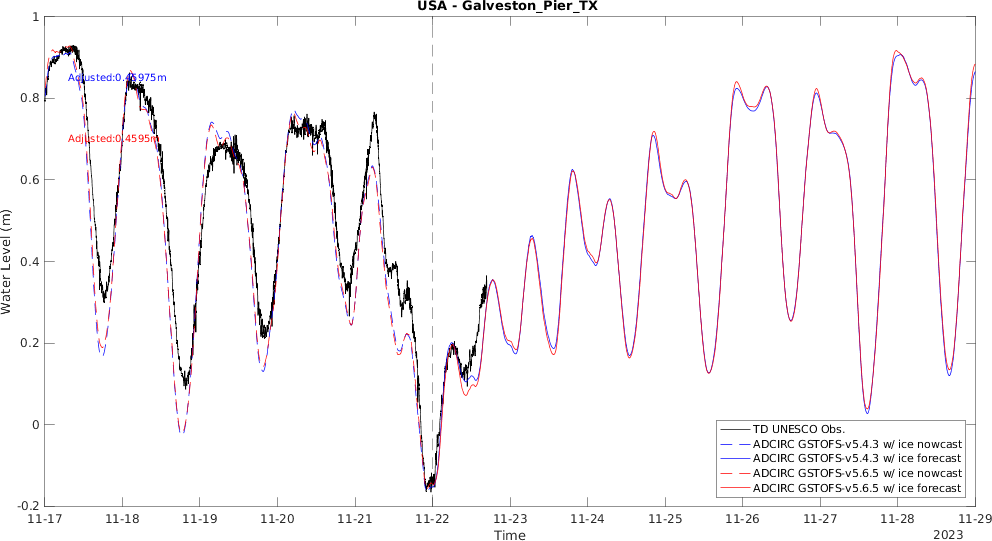 USA - Galveston_Pier_TX
1
0.8
0.6
0.4
0.2
0
-0.2
Water Level (m)
Adjusted:0.45975m
Adjusted:0.4595m
TD UNESCO Obs.
ADCIRC GSTOFS-v5.4.3 w/ ice nowcast
ADCIRC GSTOFS-v5.4.3 w/ ice forecast
ADCIRC GSTOFS-v5.6.5 w/ ice nowcast
ADCIRC GSTOFS-v5.6.5 w/ ice forecast
11-17 11-18 11-19 11-20 11-21 11-22 11-23 11-24 11-25 11-26 11-27 11-28 11-29
Time
2023